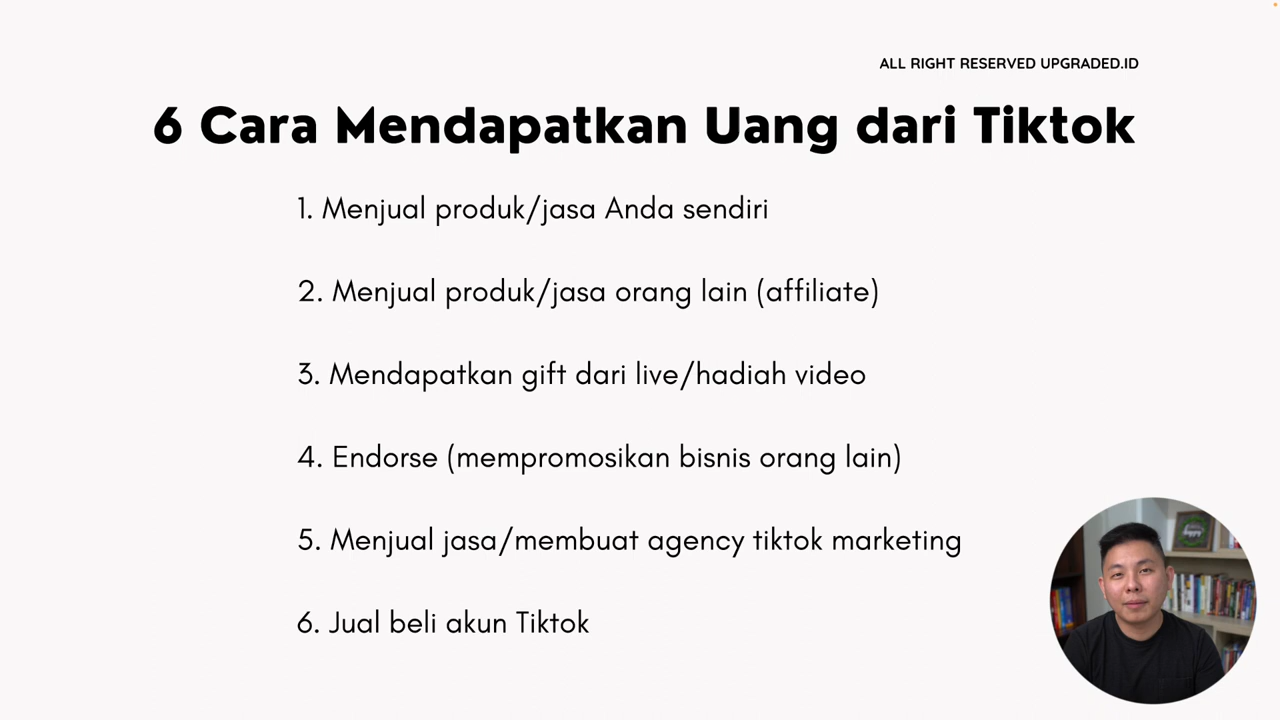 ALL RIGHT RESERVED UPGRADED.ID
6 Cara Mendapatkan Uang dari Tiktok
1. Menjual produk/jasa Anda sendiri
2. Menjual produk/jasa orang lain (affiliate)
3. Mendapatkan gift dari live/hadiah video
4. Endorse (mempromosikan bisnis orang lain)
5. Menjual jasa/membuat agency tiktok marketing
6. Jual beli akun Tiktok